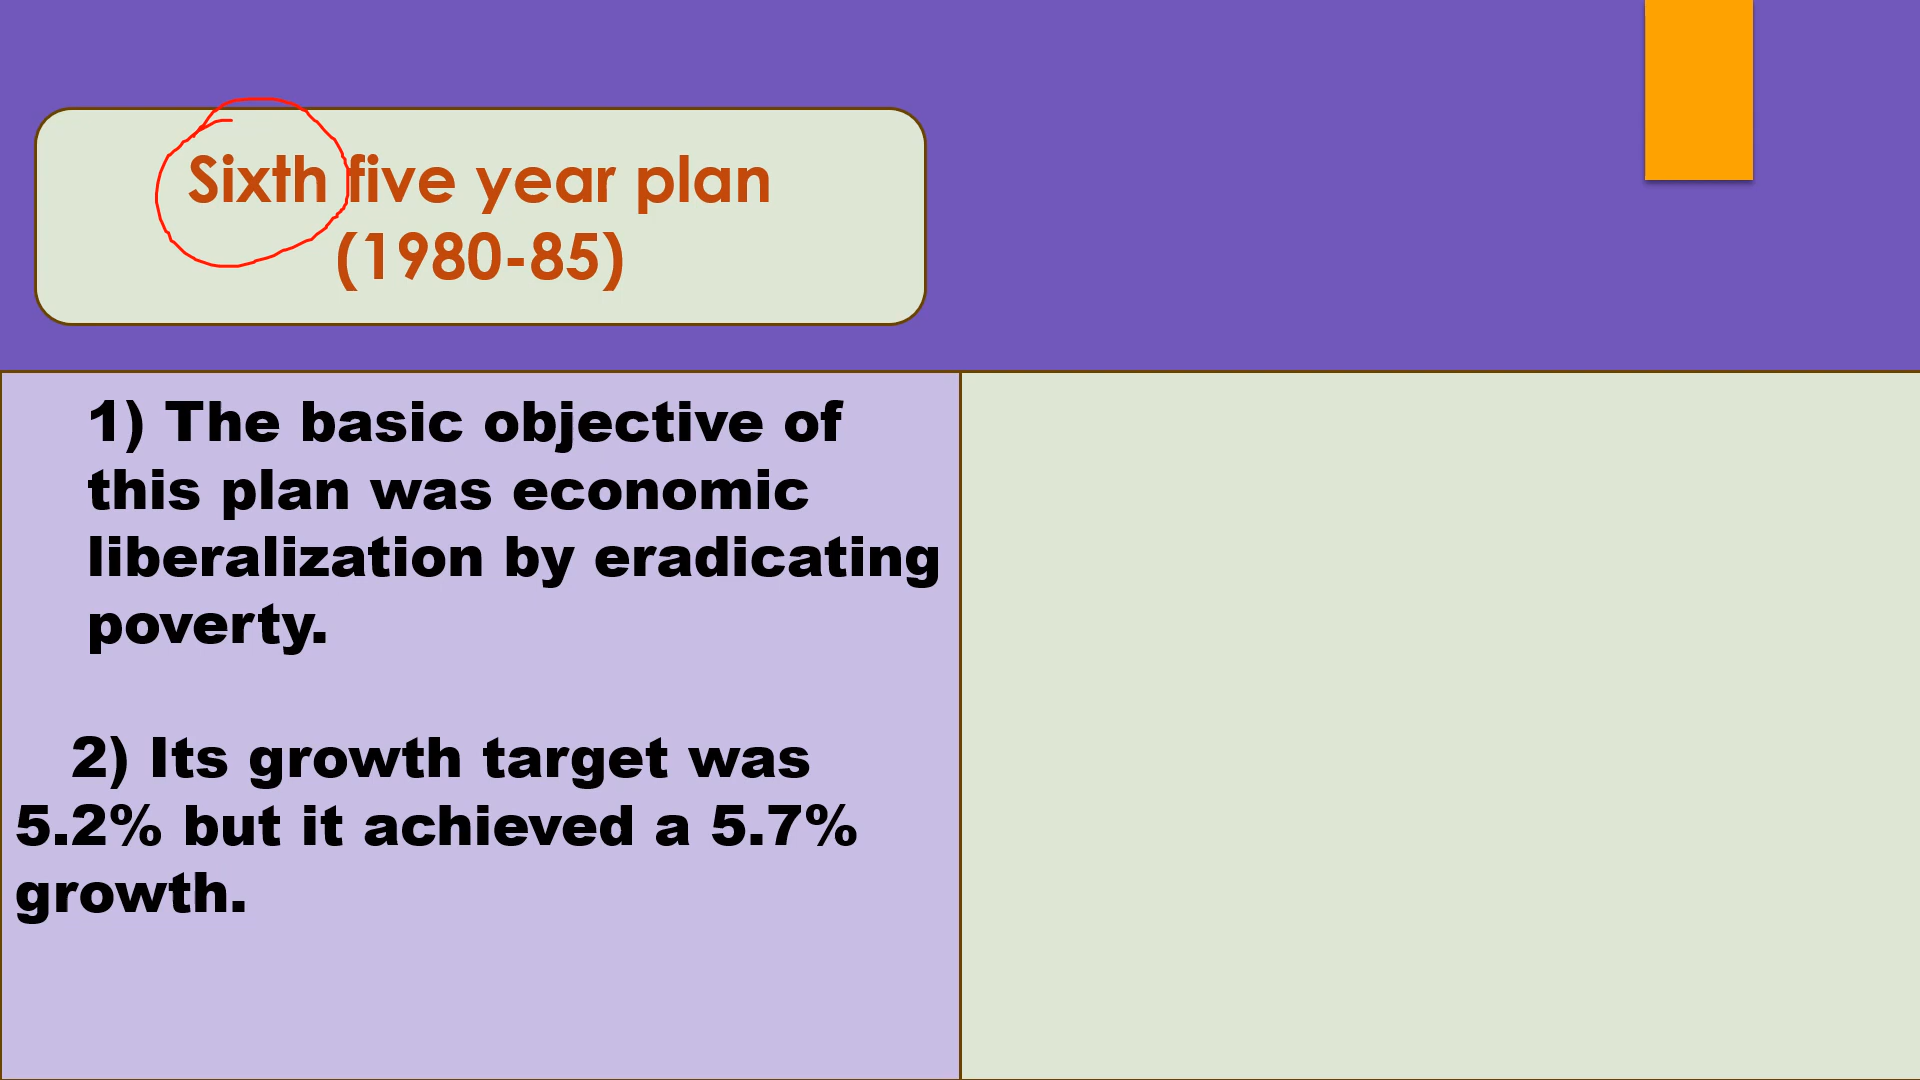 Sixth five year plan
(1980-85)
1) The basic objective of
this plan was economic
liberalization by eradicating
poverty.
2) Its growth target was
5.2% but it achieved a 5.7%
growth.